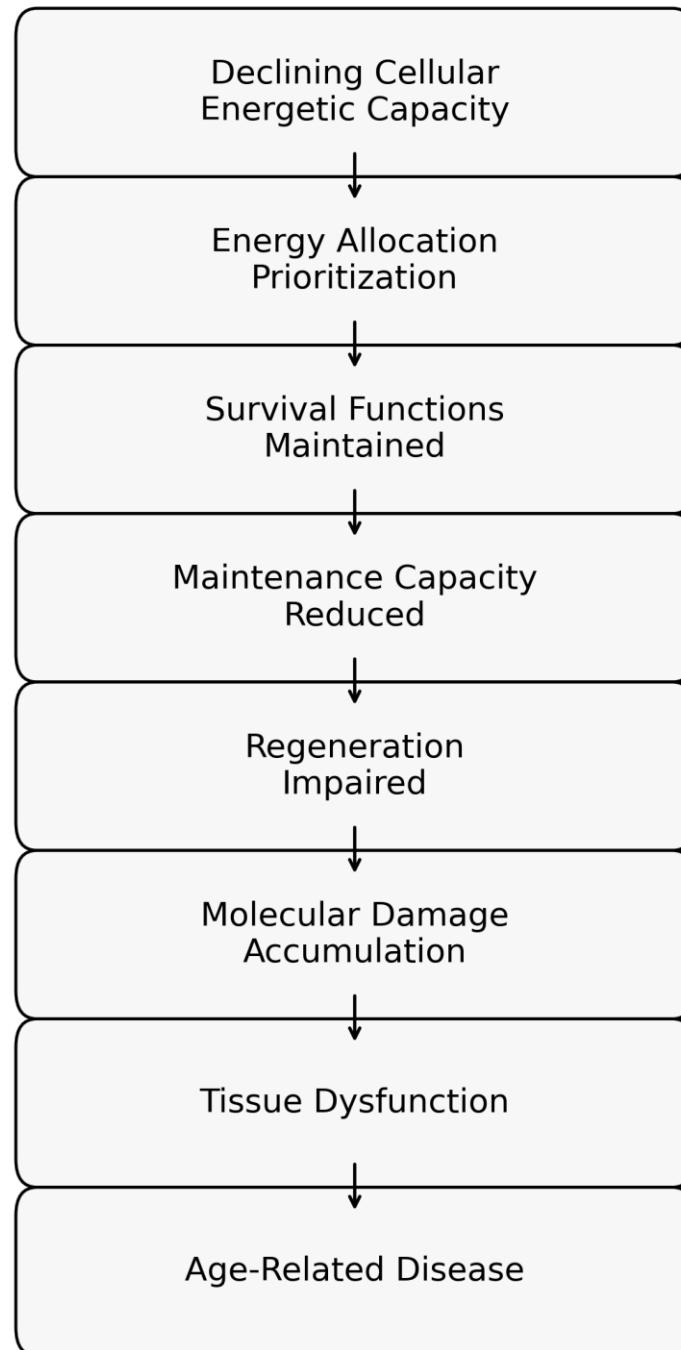 Declining Cellular
Energetic Capacity
Energy Allocation
Prioritization
Survival Functions
Maintained
Maintenance Capacity
Reduced
Regeneration
Impaired
Molecular Damage
Accumulation
Tissue Dysfunction
Age-Related Disease